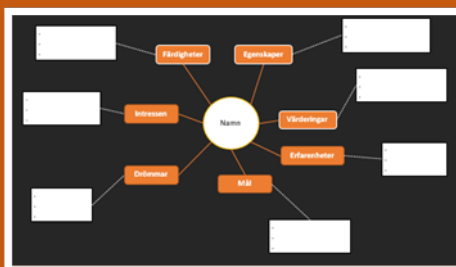 Färdigheter
Egenskaper
Intressen
Namn
Värderingar
Erfarenheter
Drömmar
Mål